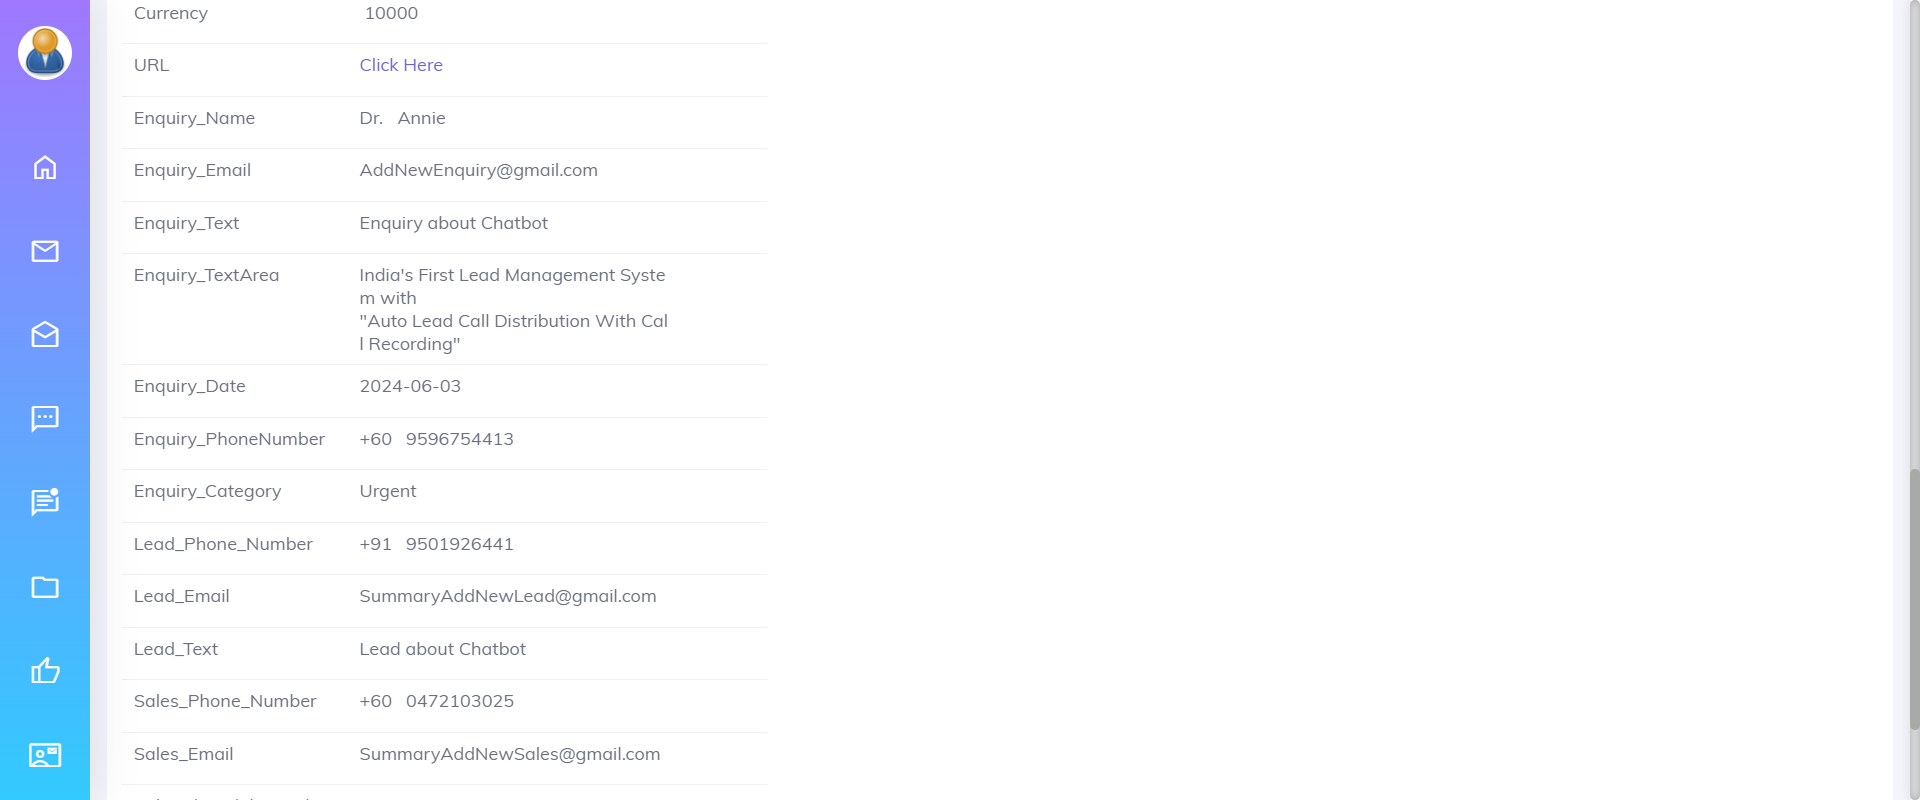 Currency 10000
URL Click Here
Enquiry_Name Dr. Annie
Enquiry_Email AddNewEnquiry@gmail.com
Enquiry_Text Enquiry about Chatbot
Enquiry_TextArea India's First Lead Management Syste
m with
"Auto Lead Call Distribution With Cal
l Recording"
Enquiry_Date 2024-06-03
Enquiry_PhoneNumber +60 9596754413
Enquiry_Category Urgent
Lead_Phone_Number +91 9501926441
Lead_Email SummaryAddNewLead@gmail.com
Lead_Text Lead about Chatbot
Sales_Phone_Number +60 0472103025
Sales_Email SummaryAddNewSales@gmail.com